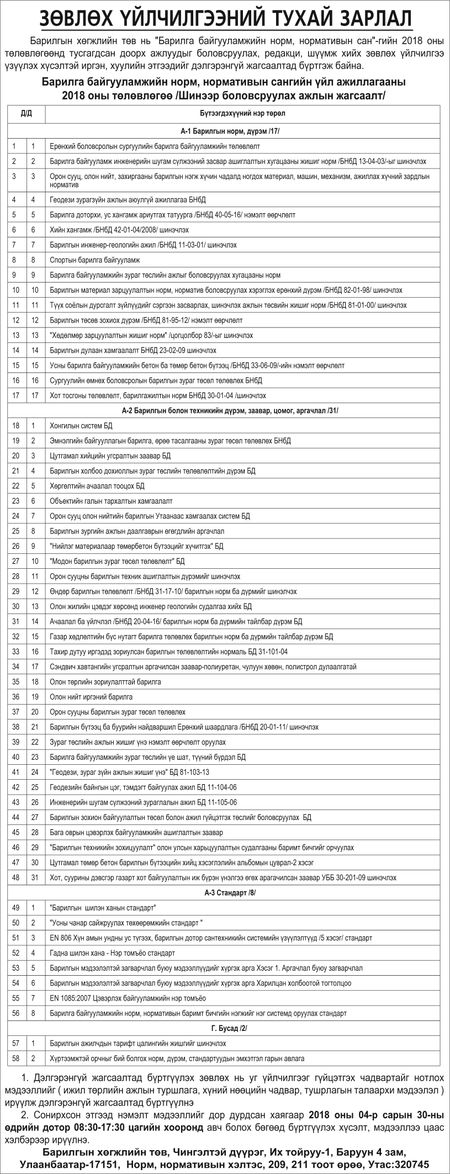 ЗӨВЛӨХ ҮЙЛЧИЛГЭЭНИЙ ТУХАЙ ЗАРЛАЛ
Барилгын хөгжлийн төв нь "Барилга байгууламжийн норм, нормативын сан"-гийн 2018 оны
төлөвлөгөөнд тусгагдсан доорх ажлуудыг боловсруулах, редакци, шүүмж хийх зөвлөх үйлчилгээ
үзүүлэх хүсэлтэй иргэн, хуулийн этгээдийг дэлгэрэнгүй жагсаалтад бүртгэж байна.
Барилга байгууламжийн норм, нормативын сангийн үйл ажиллагааны
2018 оны төлөвлөгөө /Шинээр боловсруулах ажлын жагсаалт/
Д/Д Бүтээгдэхүүний нэр төрөл
А-1 Барилгын норм, дүрэм /17/
1 1 Ерөнхий боловсролын сургуулийн барилга байгууламжийн төлөвлөлт
2 2 Барилга байгууламж инженерийн шугам сүлжээний засвар ашиглалтын хугацааны жишиг норм /БНбД 13-04-03/-ыг шинэчлэх
3 3 Орон сууц, олон нийт, захиргааны барилгын нэгж хүчин чадалд ногдох материал, машин, механизм, ажиллах хүчний зардлын
норматив
4 4 Геодези зурагзүйн ажлын аюулгүй ажиллагаа БНбД
5 5 Барилга доторхи, ус хангамж ариутгах татуурга /БНбД 40-05-16/ нэмэлт өөрчлөлт
6 6 Хийн хангамж /БНбД 42-01-04/2008/ шинэчлэх
7 7 Барилгын инженер-геологийн ажил /БНбД 11-03-01/ шинэчлэх
8 8 Спортын барилга байгууламж
9 9 Барилга байгууламжийн зураг төслийн ажлыг боловсруулах хугацааны норм
10 10 Барилгын материал зарцуулалтын норм, норматив боловсруулах хэрэглэх ерөнхий дүрэм /БНбД 82-01-98/ шинэчлэх
11 11 Түүх соёлын дурсгалт зүйлүүдийг сэргээн засварлах, шинэчлэх ажлын төсвийн жишиг норм /БНбД 81-01-00/ шинэчлэх
12 12 Барилгын төсөв зохиох дүрэм /БНбД 81-95-12/ нэмэлт өөрчлөлт
13 13 "Хөдөлмөр зарцуулалтын жишиг норм" /цогцолбор 83/-ыг шинэчлэх
14 14 Барилгын дулаан хамгаалалт БНбД 23-02-09 шинэчлэх
15 15 Усны барилга байгууламжийн бетон ба төмөр бетон бүтээц /БНбД 33-06-09/-ийн нэмэлт өөрчлөлт
16 16 Сургуулийн өмнөх боловсролын барилгын зураг төсөл төлөвлөх БНбД
17 17 Хот тосгоны төлөвлөлт, барилгажилтын норм БНбД 30-01-04 /шинэчлэх
А-2 Барилгын болон техникийн дүрэм, заавар, цомог, аргачлал /31/
18 1 Хонгилын систем БД
19 2 Эмнэлгийн байгууллагын барилга, өрөө тасалгааны зураг төсөл төлөвлөх БНбД
20 3 Цутгамал хийцийн угсралтын заавар БД
21 4 Барилгын холбоо дохиоллын зураг төслийн төлөвлөлтийн дүрэм БД
22 5 Хөргөлтийн ачаалал тооцох БД
23 6 Объектийн галын тархалтын хамгаалалт
24 7 Орон сууц олон нийтийн барилгын Утаанаас хамгаалах систем БД
25 8 Барилгын зургийн ажлын даалгаврын өгөгдлийн аргачлал
26 9 "Нийлэг материалаар төмөрбетон бүтээцийг хүчитгэх" БД
27 10 "Модон барилгын зураг төсөл төлөвлөлт" БД
28 11 Орон сууцны барилгын техник ашиглалтын дүрэмийг шинэчлэх
29 12 Өндөр барилгын төлөвлөлт /БНбД 31-17-10/ барилгын норм ба дүрмийг шинэлчэх
30 13 Олон жилийн цэвдэг хөрсөнд инженер геологийн судалгаа хийх БД
31 14 Ачаалал ба үйлчлэл /БНбД 20-04-16/ барилгын норм ба дүрмийн тайлбар дүрэм БД
32 15 Газар хөдлөлтийн бүс нутагт барилга төлөвлөх барилгын норм ба дүрмийн тайлбар дүрэм БД
33 16 Тахир дутуу иргэдэд зориулсан барилгын төлөвлөлтийн нормаль БД 31-101-04
34 17 Сэндвич хавтангийн угсралтын аргачилсан заавар-полиуретан, чулуун хөвөн, полистрол дулаалгатай
35 18 Олон төрлийн зориулалттай барилга
36 19 Олон нийт иргэний барилга
37 20 Орон сууцны барилгын зураг төсөл төлөвлөх
38 21 Барилгын бүтээц ба буурийн найдваршил Ерөнхий шаардлага /БНбД 20-01-11/ шинэчлэх
39 22 Зураг төслийн ажлын жишиг үнэ нэмэлт өөрчлөлт оруулах
40 23 Барилга байгууламжийн зураг төслийн үе шат, түүний бүрдэл БД
41 24 "Геодези, зураг зүйн ажлын жишиг үнэ" БД 81-103-13
42 25 Геодезийн байнгын цэг, тэмдэгт байгуулах ажил БД 11-104-06
43 26 Инженерийн шугам сүлжээний зураглалын ажил БД 11-105-06
44 27 Барилгын зохион байгуулалтын төсөл болон ажил гүйцэтгэх төслийг боловсруулах БД
45 28 Бага оврын цэвэрлэх байгууламжийн ашиглалтын заавар
46 29 "Барилгын техникийн зохицуулалт" олон улсын харьцуулалтын судалгааны баримт бичгийг орчуулах
47 30 Цутгамал төмөр бетон барилгын бүтээцийн хийц хэсэглэлийн альбомын цуврал-2 хэсэг
48 31 Хот, суурины дэвсгэр газарт хот байгуулалтын иж бүрэн үнэлгээ өгөх арагачилсан заавар УББ 30-201-09 шинэчлэх
А-3 Стандарт /8/
49 1 "Барилгын шилэн ханын стандарт"
50 2 "Усны чанар сайжруулах төхөөрөмжийн стандарт "
51 3 EN 806 Хүн амын ундны ус түгээх, барилгын дотор сантехникийн системийн үзүүлэлтүүд /5 хэсэг/ стандарт
52 4 Гадна шилэн хана - Нэр томъёо стандарт
53 5 Барилгын мэдээлэлтэй загварчлал буюу мэдээллүүдийг хүргэх арга Хэсэг 1. Аргачлал буюу загварчлал
54 6 Барилгын мэдээлэлтэй загварчлал буюу мэдээллүүдийг хүргэх арга Харилцан холбоотой тогтолцоо
55 7 EN 1085:2007 Цэвэрлэх байгууламжийн нэр томъёо
56 8 Барилга байгууламжийн норм, нормативын баримт бичгийн нэгжийг нэг системд оруулах стандарт
Г. Бусад /2/
57 1 Барилгын ажилчдын тарифт цалингийн жишгийг шинэчлэх
58 2 Хүртээмжтэй орчныг бий болгох норм, дүрэм, стандартуудын эмхэтгэл гарын авлага
1. Дэлгэрэнгүй жагсаалтад бүртгүүлэх зөвлөх нь уг үйлчилгээг гүйцэтгэх чадвартайг нотлох
мэдээллийг ( ижил төрлийн ажлын туршлага, хүний нөөцийн чадвар, тушрлагын талаархи мэдээлэл )
ирүүлж дэлгэрэнгүй жагсаалтад бүртгүүлнэ
2. Сонирхсон этгээд нэмэлт мэдээллийг дор дурдсан хаягаар 2018 оны 04-р сарын 30-ны
өдрийн дотор 08:30-17:30 цагийн хооронд авч болох бөгөөд бүртгүүлэх хүсэлт, мэдээллээ цаас
хэлбэрээр ирүүлнэ.
Барилгын хөгжлийн төв, Чингэлтэй дүүрэг, Их тойруу-1, Баруун 4 зам,
Улаанбаатар-17151, Норм, нормативын хэлтэс, 209, 211 тоот өрөө, Утас:320745